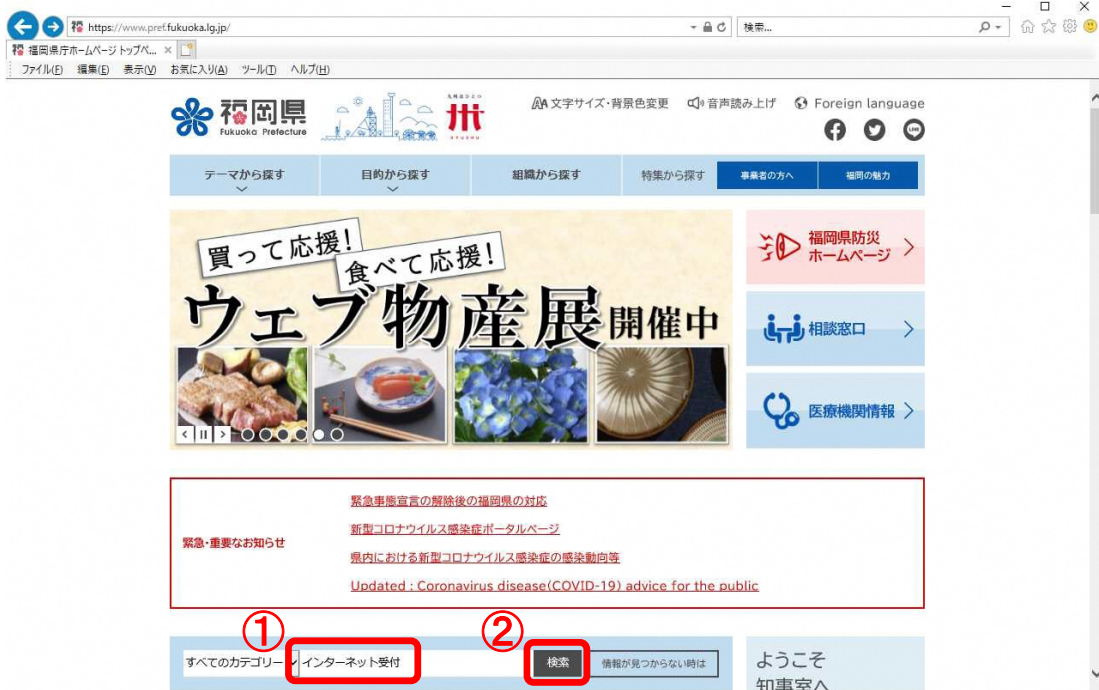 https://www.pref.fukuoka.lg.jp/
検索...
福岡県庁ホームページ トップペ...
ファイル(F) 編集(E) 表示(V) お気に入り(A) ツール(T) ヘルプ(H)
福岡県
Fukuoka Prefecture
九州はひとつ
KYUSHU
文字サイズ・背景色変更 音声読み上げ Foreign language
LINE
テーマから探す 目的から探す 組織から探す 特集から探す 事業者の方へ 福岡の魅力
買って応援!
食べて応援!
ウェブ物産展開催中
福岡県防災
ホームページ
相談窓口
医療機関情報
緊急・重要なお知らせ
緊急事態宣言の解除後の福岡県の対応
新型コロナウイルス感染症ポータルページ
県内における新型コロナウイルス感染症の感染動向等
Updated : Coronavirus disease(COVID-19) advice for the public
① ②
すべてのカテゴリー インターネット受付 検索 情報が見つからない時は
ようこそ
知事室へ